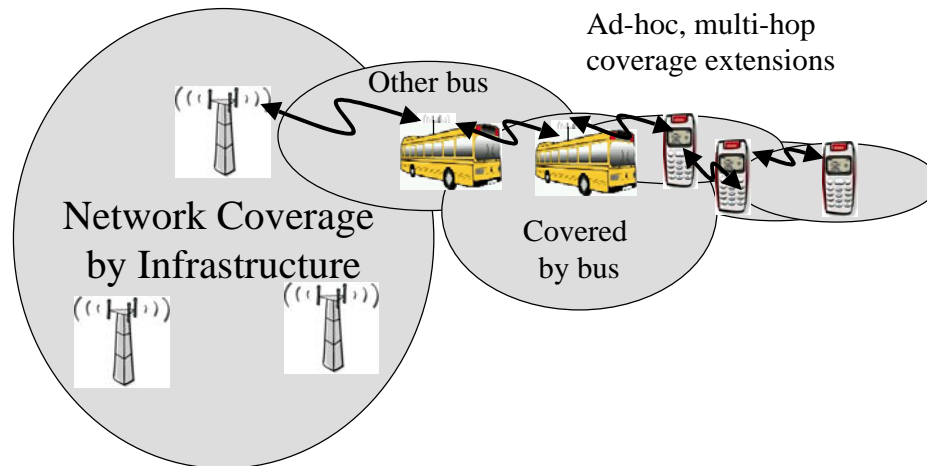 Ad-hoc, multi-hop
coverage extensions
Other bus
Network Coverage
by Infrastructure
Covered
by bus